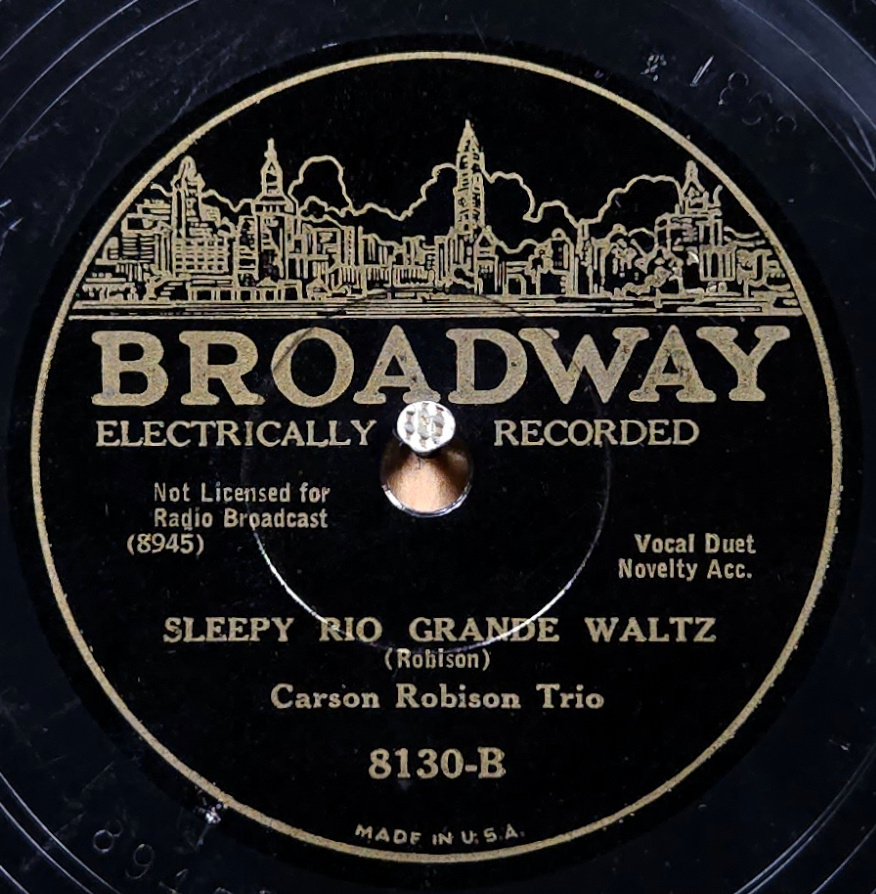 BROADWAY
ELECTRICALLY RECORDED
Not Licensed for
Radio Broadcast
(8945)
Vocal Duet
Novelty Acc.
SLEEPY RIO GRANDE WALTZ
(Robison)
Carson Robison Trio
8130-B
MADE IN U.S.A.